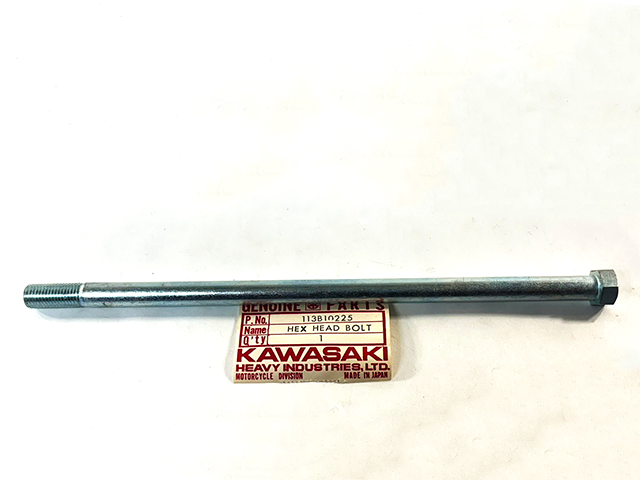 GENUINE PARTS
P.No. 113B10225
Name HEX HEAD BOLT
Q'ty 1
KAWASAKI
HEAVY INDUSTRIES, LTD.
MOTORCYCLE DIVISION MADE IN JAPAN